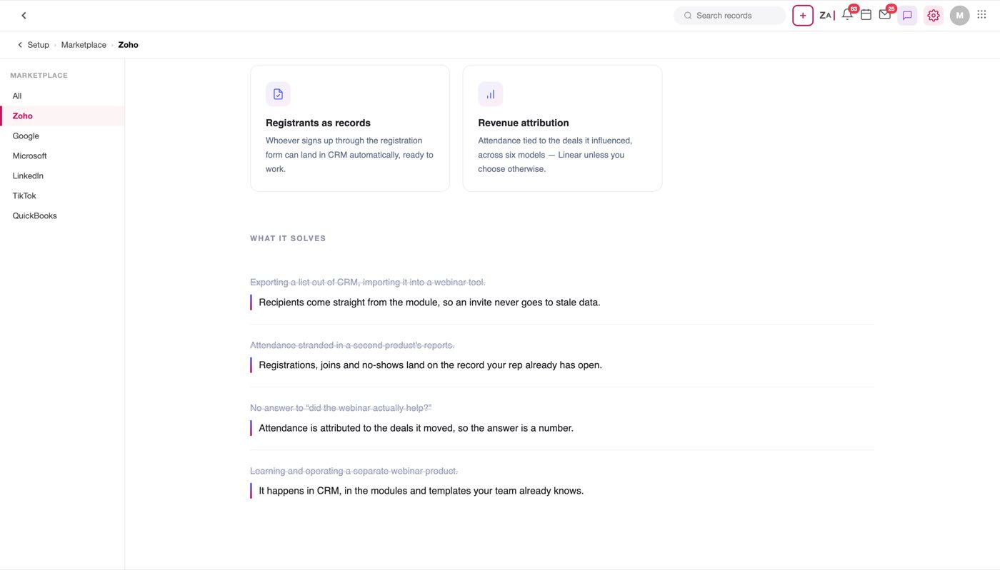 Search records
+
ZA
83
25
M
Setup › Marketplace › Zoho
MARKETPLACE
All
Zoho
Google
Microsoft
LinkedIn
TikTok
QuickBooks
Registrants as records
Whoever signs up through the registration
form can land in CRM automatically, ready to
work.
Revenue attribution
Attendance tied to the deals it influenced,
across six models — Linear unless you
choose otherwise.
WHAT IT SOLVES
Exporting a list out of CRM, importing it into a webinar tool.
Recipients come straight from the module, so an invite never goes to stale data.
Attendance stranded in a second product's reports.
Registrations, joins and no-shows land on the record your rep already has open.
No answer to “did the webinar actually help?”
Attendance is attributed to the deals it moved, so the answer is a number.
Learning and operating a separate webinar product.
It happens in CRM, in the modules and templates your team already knows.